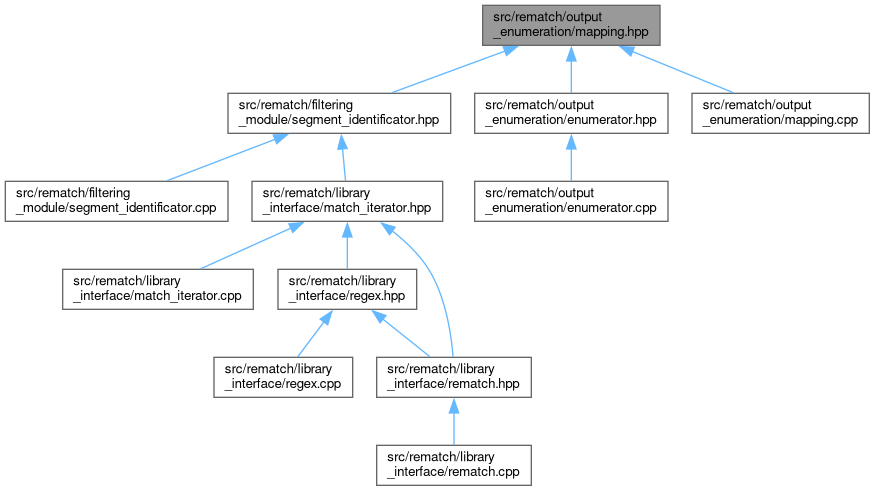 src/rematch/output
_enumeration/mapping.hpp
src/rematch/filtering
_module/segment_identificator.hpp
src/rematch/output
_enumeration/enumerator.hpp
src/rematch/output
_enumeration/mapping.cpp
src/rematch/filtering
_module/segment_identificator.cpp
src/rematch/library
_interface/match_iterator.hpp
src/rematch/output
_enumeration/enumerator.cpp
src/rematch/library
_interface/match_iterator.cpp
src/rematch/library
_interface/regex.hpp
src/rematch/library
_interface/regex.cpp
src/rematch/library
_interface/rematch.hpp
src/rematch/library
_interface/rematch.cpp